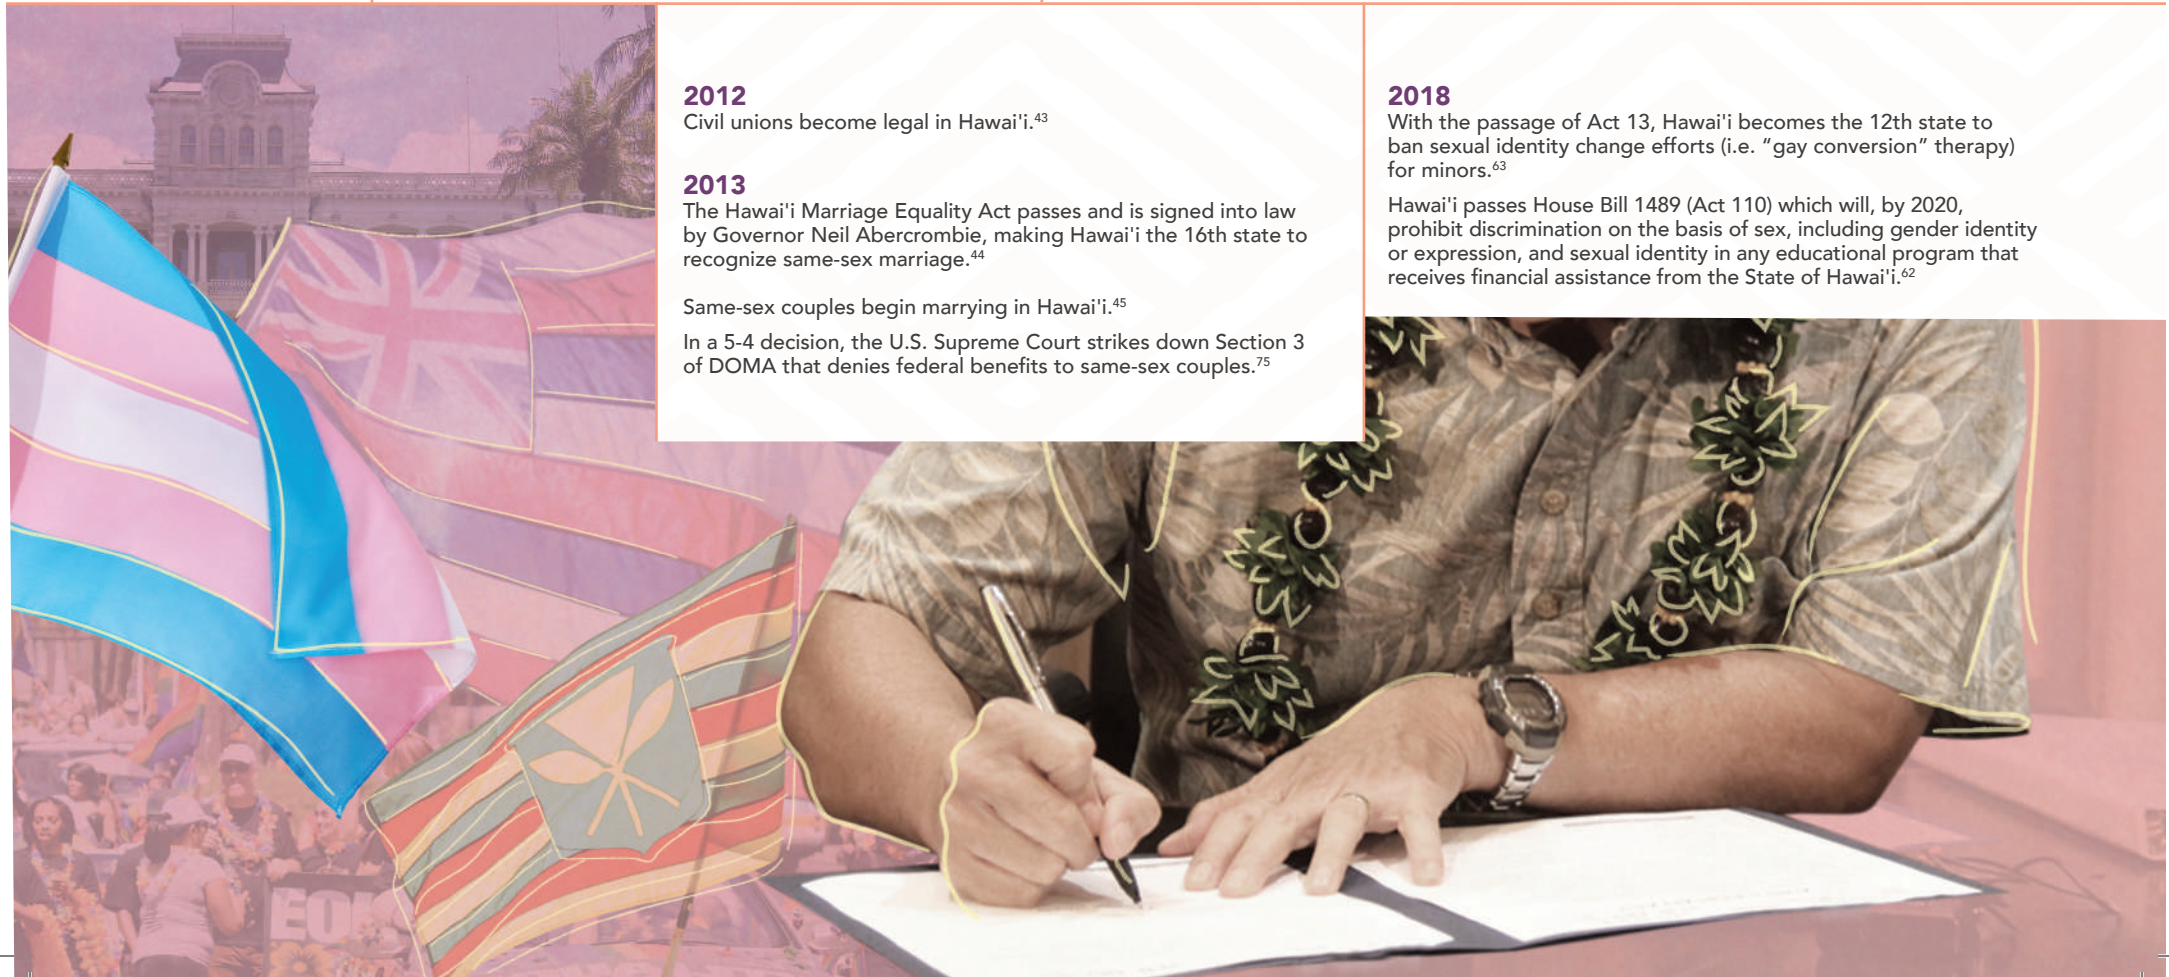 2012
Civil unions become legal in Hawai'i.43
2013
The Hawai'i Marriage Equality Act passes and is signed into law
by Governor Neil Abercrombie, making Hawai'i the 16th state to
recognize same-sex marriage.44
Same-sex couples begin marrying in Hawai'i.45
In a 5-4 decision, the U.S. Supreme Court strikes down Section 3
of DOMA that denies federal benefits to same-sex couples.75
2018
With the passage of Act 13, Hawai'i becomes the 12th state to
ban sexual identity change efforts (i.e. “gay conversion” therapy)
for minors.63
Hawai'i passes House Bill 1489 (Act 110) which will, by 2020,
prohibit discrimination on the basis of sex, including gender identity
or expression, and sexual identity in any educational program that
receives financial assistance from the State of Hawai'i.62